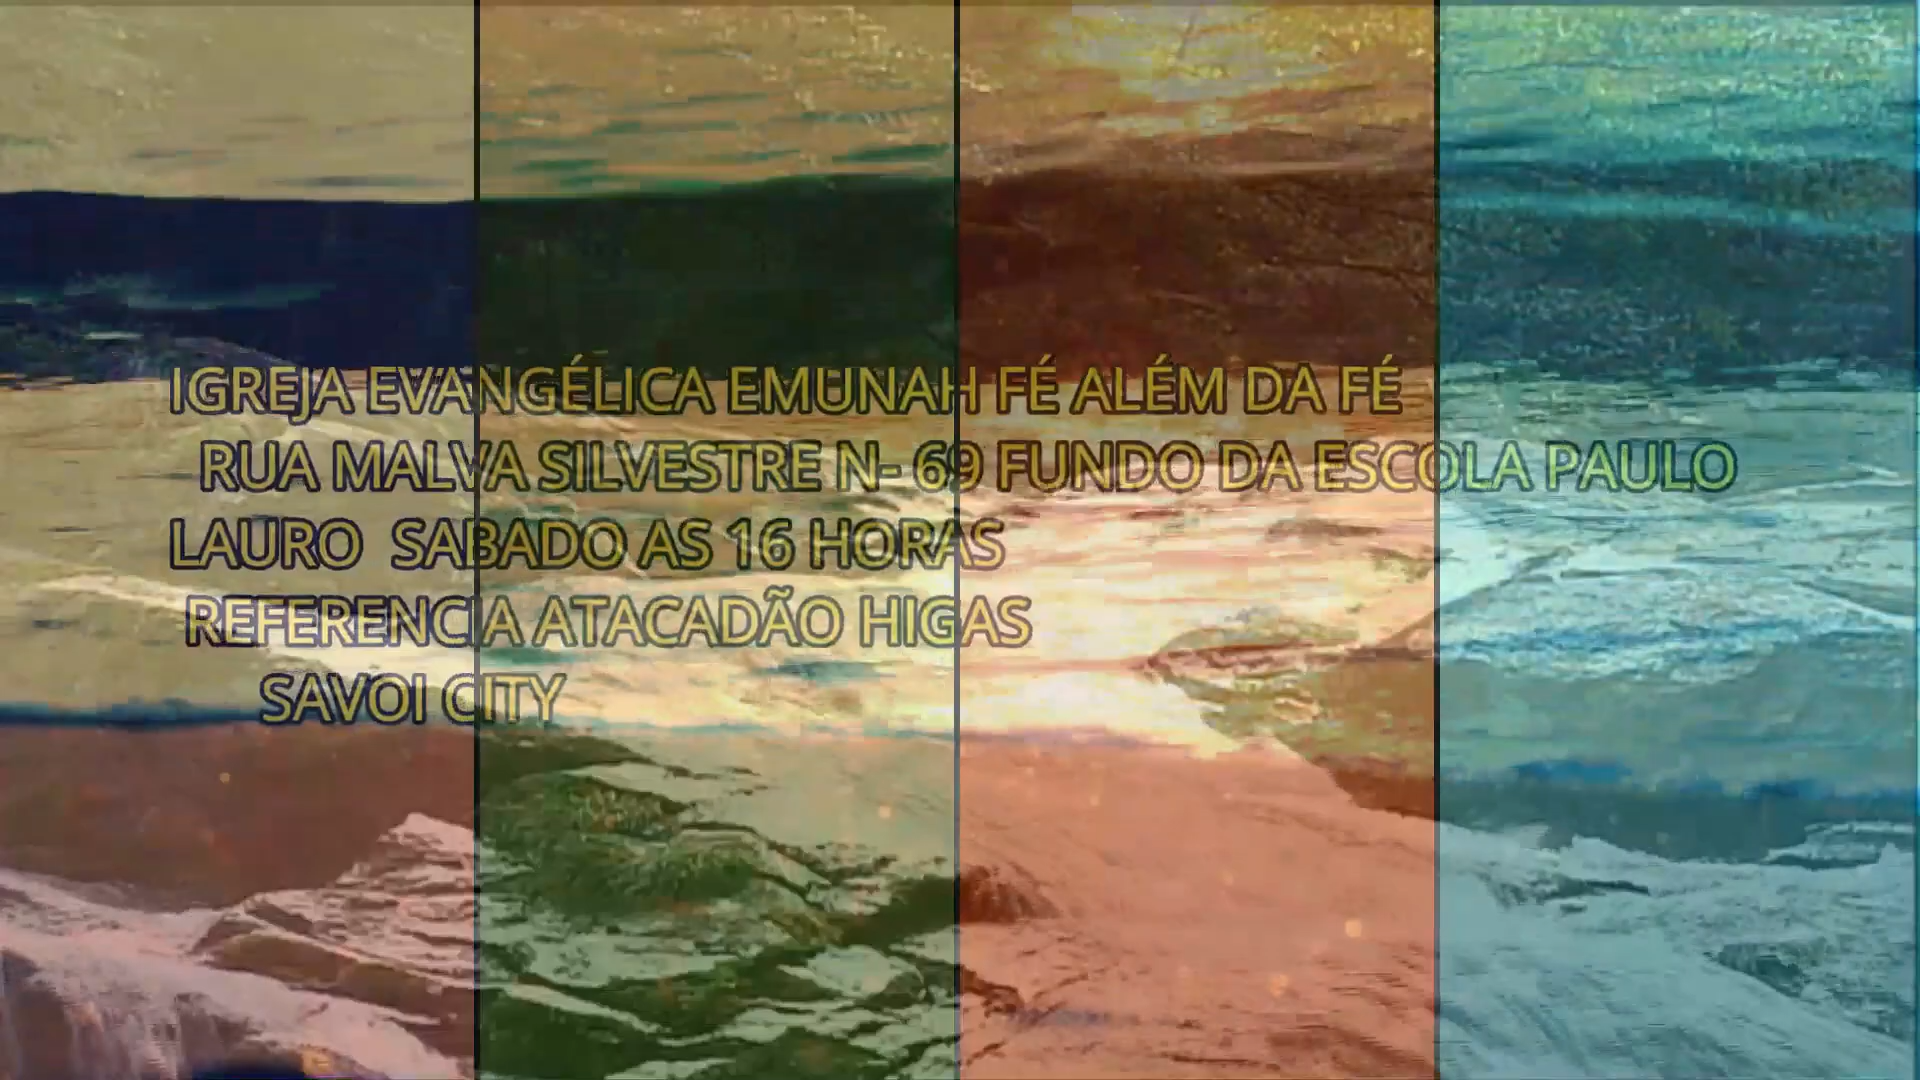 IGREJA EVANGÉLICA EMUNAH FÉ ALÉM DA FÉ
RUA MALVA SILVESTRE N- 69 FUNDO DA ESCOLA PAULO
LAURO SABADO AS 16 HORAS
REFERENCIA ATACADÃO HIGAS
SAVOI CITY